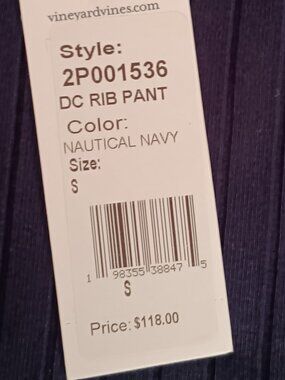 vineyardvines.com
Style:
2P001536
DC RIB PANT
Color:
NAUTICAL NAVY
Size:
S
1 98355 38847 5
S
Price: $118.00